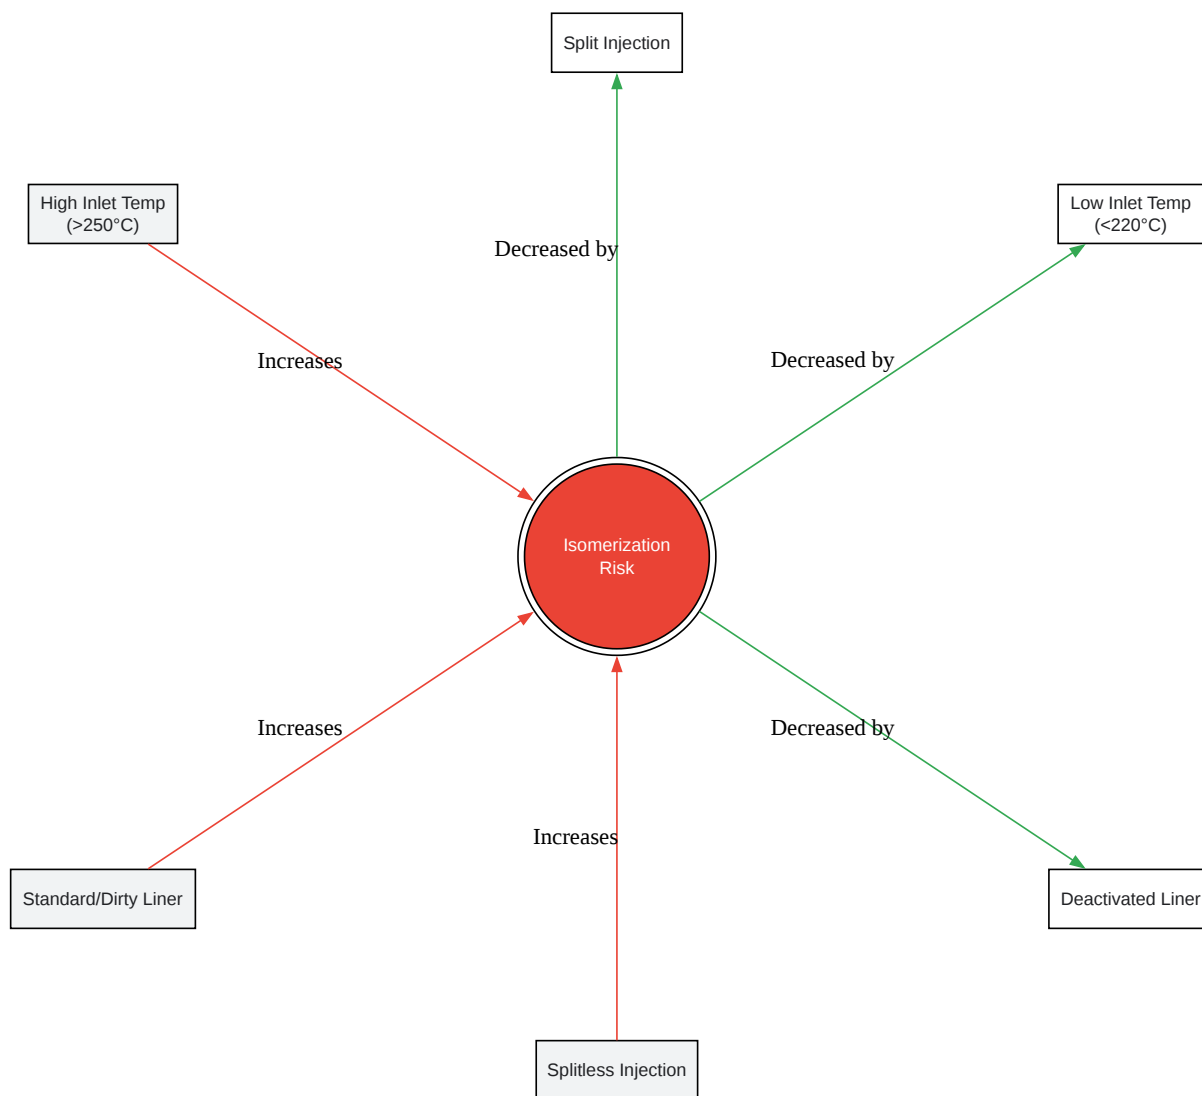 Split Injection
High Inlet Temp
(>250°C)
Low Inlet Temp
(<220°C)
Decreased by
Increases
Decreased by
Isomerization
Risk
Increases
Decreased by
Increases
Standard/Dirty Liner
Deactivated Liner
Splitless Injection